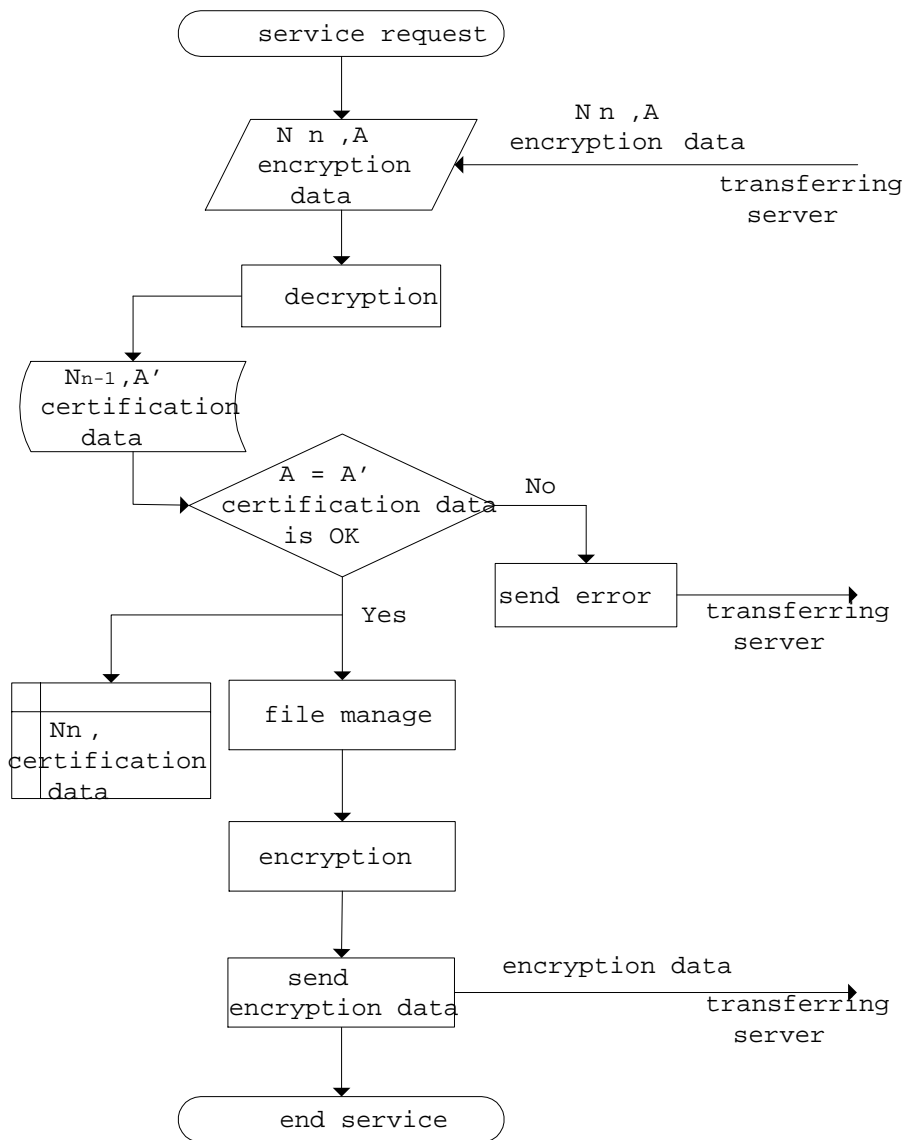 service request
N n , A
encryption data
N n , A
encryption
data
transferring
server
decryption
Nn-1, A’
certification
data
A = A’
certification data
is OK
No
send error
transferring
server
Yes
file manage
Nn ,
certification
data
encryption
send
encryption data
encryption data
transferring
server
end service